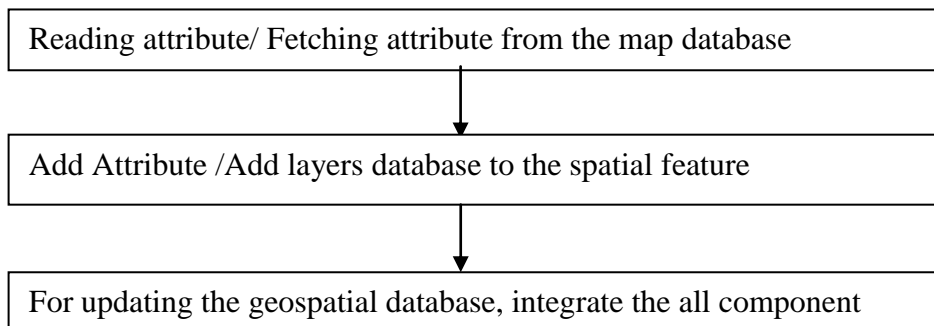 Reading attribute/ Fetching attribute from the map database
Add Attribute /Add layers database to the spatial feature
For updating the geospatial database, integrate the all component